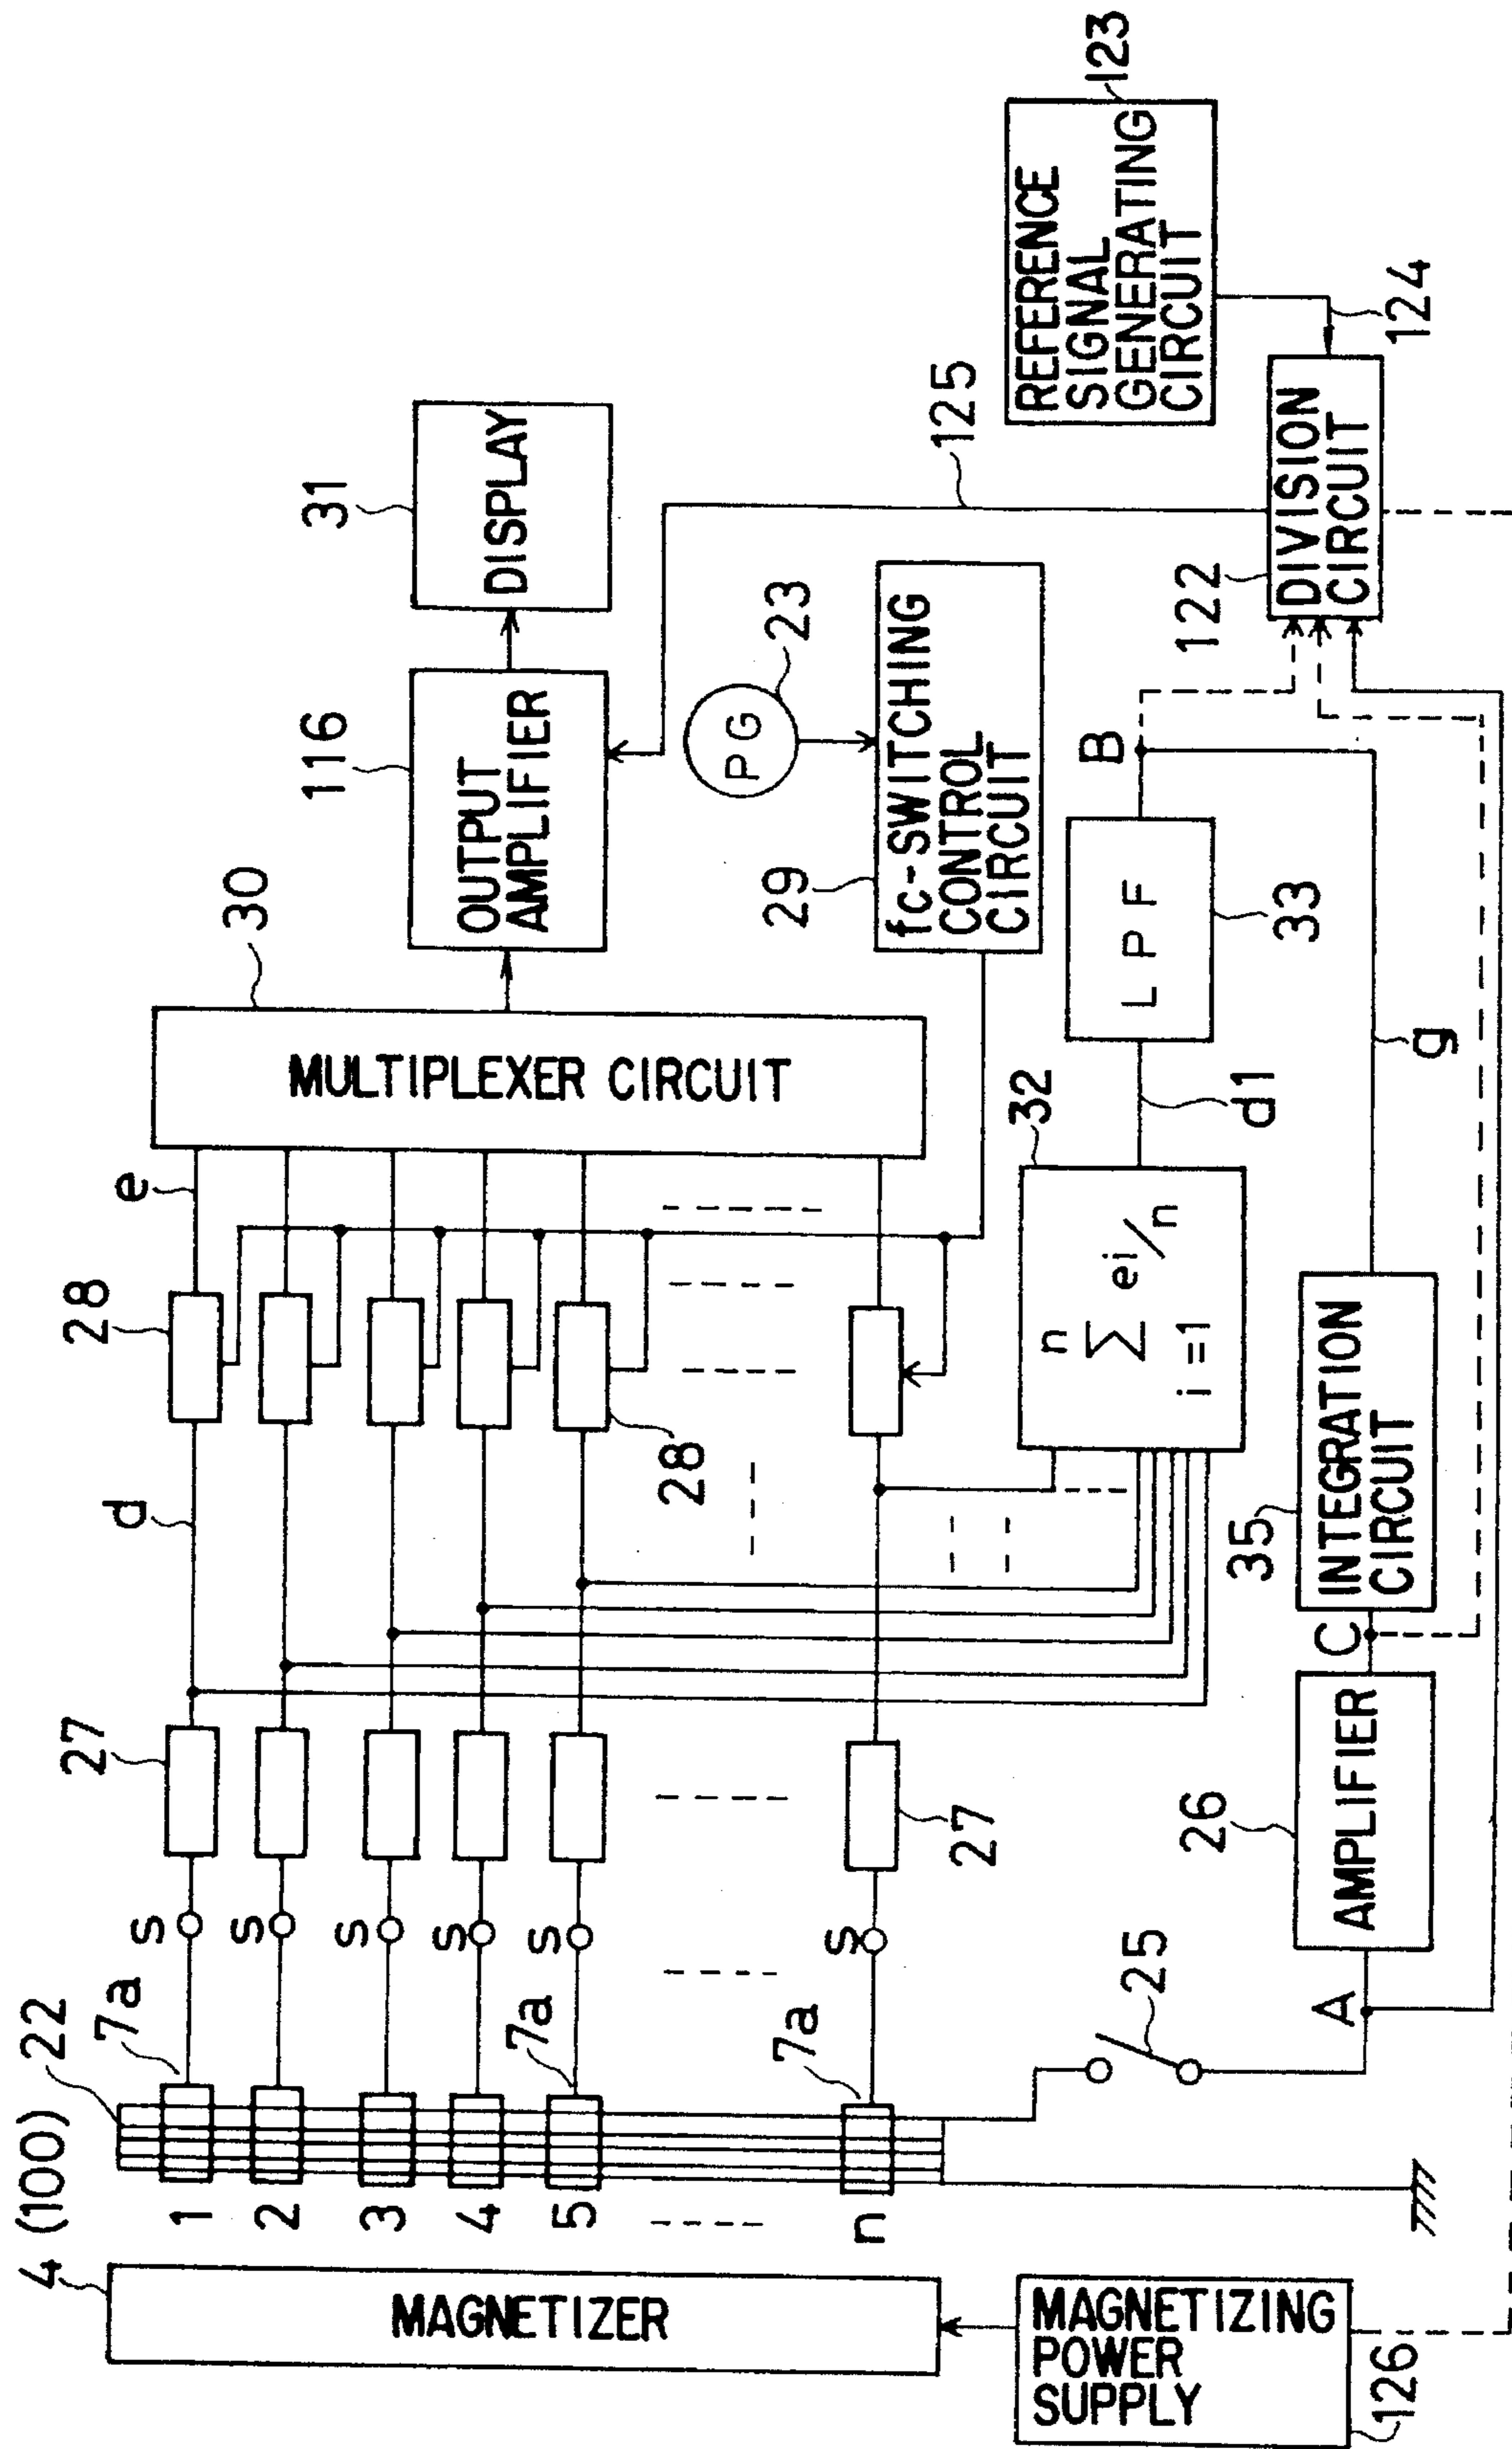 4 (100)
22
7a
s
27
d
28
e
30
116
31
1
s
2
s
3
s
4
s
7a
5
s
28
n
7a
s
27
MAGNETIZER
MULTIPLEXER CIRCUIT
OUTPUT
AMPLIFIER
DISPLAY
PG
23
125
29
fc-SWITCHING
CONTROL
CIRCUIT
REFERENCE
SIGNAL
GENERATING
CIRCUIT
123
124
MAGNETIZING
POWER
SUPPLY
126
25
32
n
∑ ei/n
i=1
d1
LPF
33
B
122
DIVISION
CIRCUIT
A
26
AMPLIFIER
C
35
INTEGRATION
CIRCUIT
g